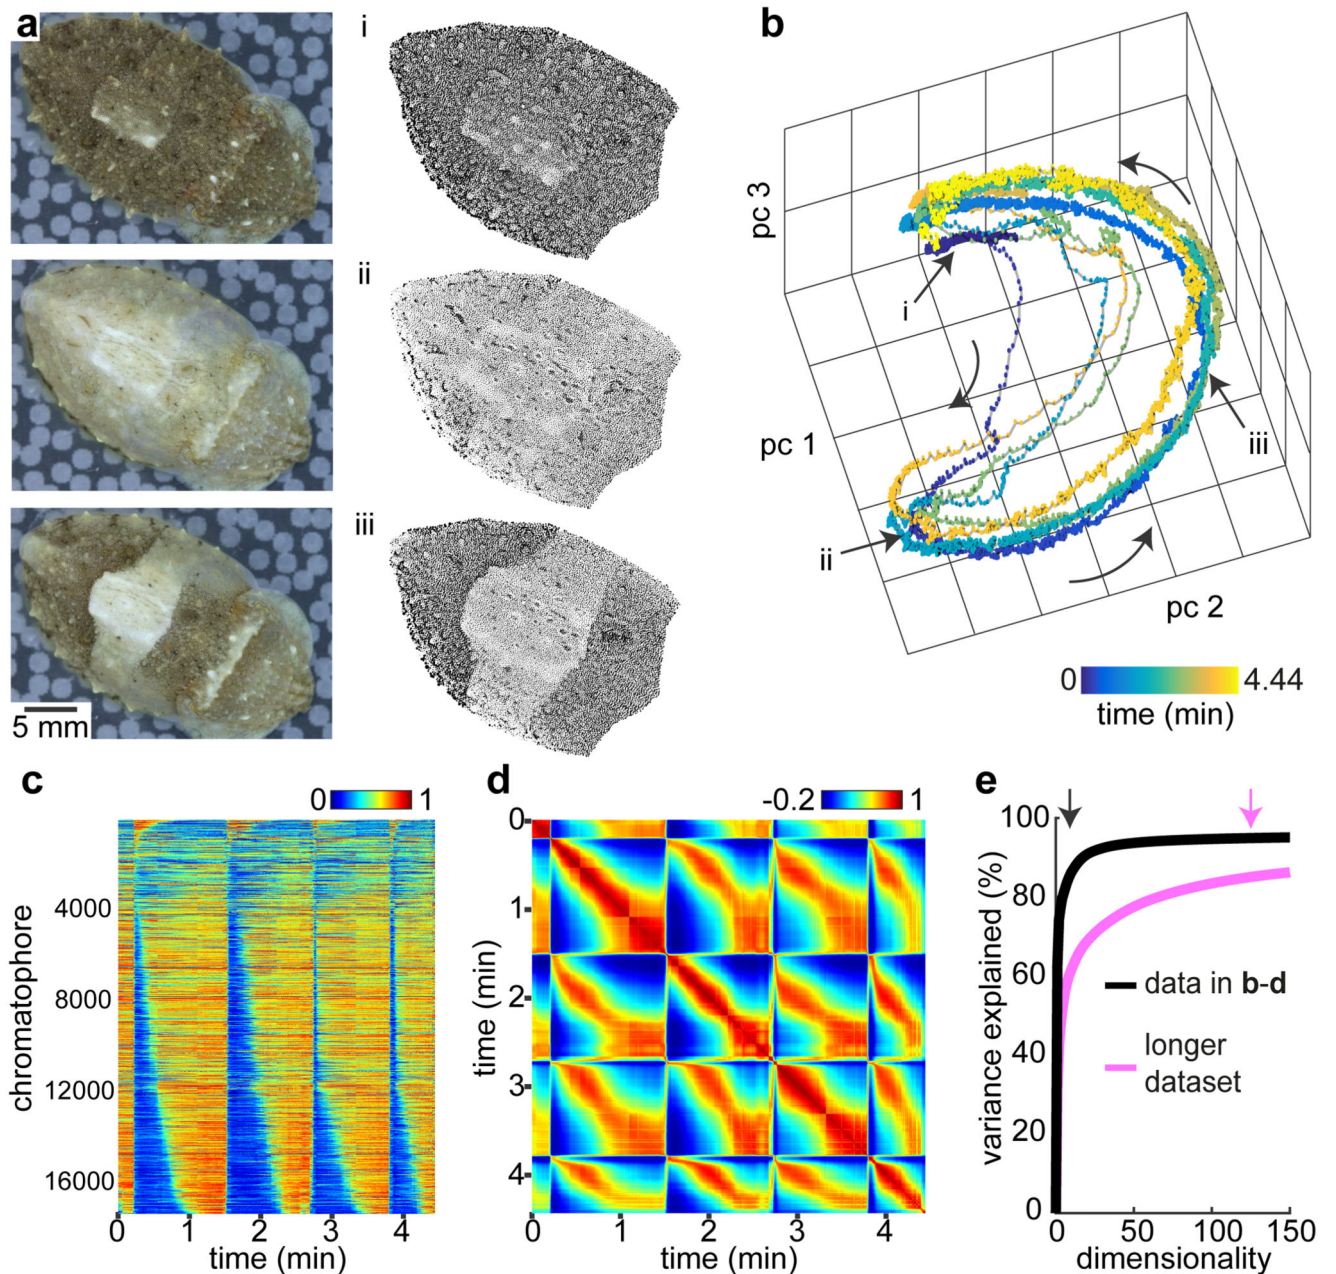 a
i
ii
iii
5 mm
b
pc 3
pc 1
pc 2
i
ii
iii
0 4.44
time (min)
c
0 1
chromatophore
4000
8000
12000
16000
0 1 2 3 4
time (min)
d
-0.2 1
time (min)
0
1
2
3
4
0 1 2 3 4
time (min)
e
variance explained (%)
100
80
60
40
20
0
data in b-d
longer
dataset
0 50 100 150
dimensionality